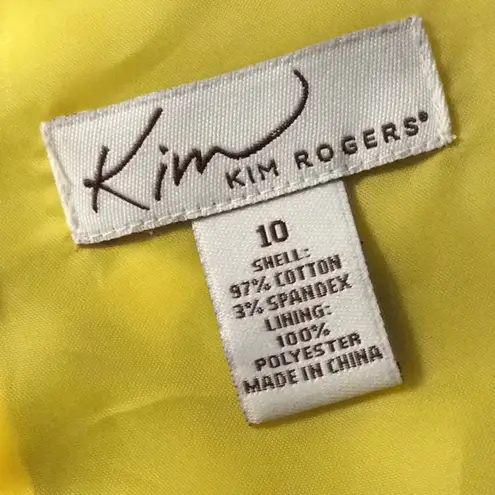 Kim
KIM ROGERS®
10
SHELL:
97% COTTON
3% SPANDEX
LINING:
100%
POLYESTER
MADE IN CHINA